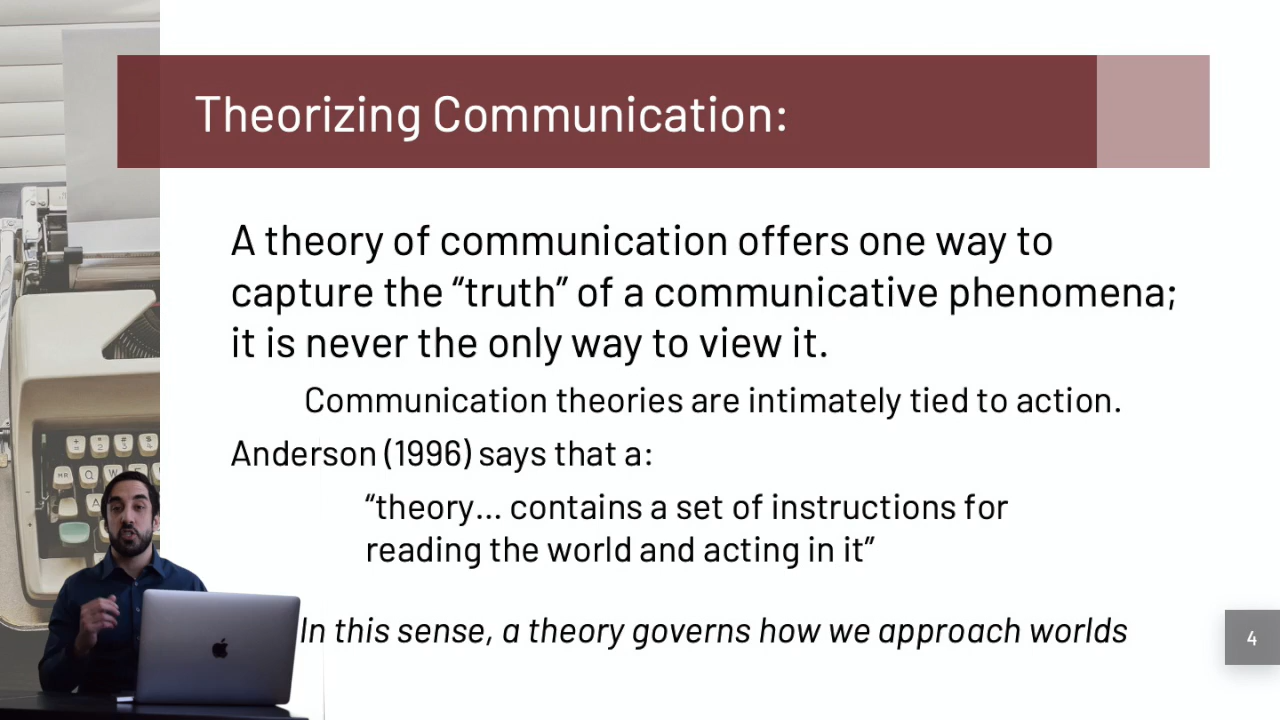 Theorizing Communication:
A theory of communication offers one way to
capture the “truth” of a communicative phenomena;
it is never the only way to view it.
Communication theories are intimately tied to action.
Anderson (1996) says that a:
“theory... contains a set of instructions for
reading the world and acting in it”
In this sense, a theory governs how we approach worlds
4